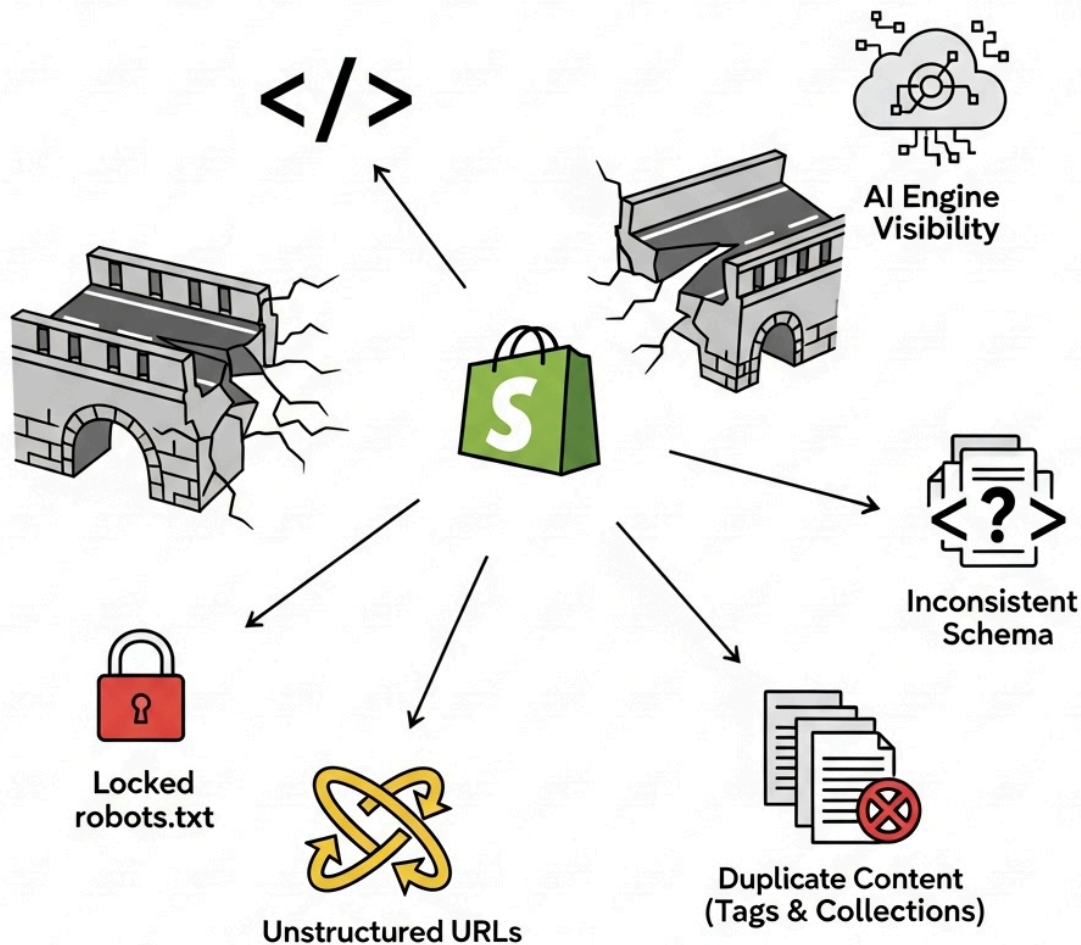 </>
AI Engine
Visibility
S
<?>
Inconsistent
Schema
Locked
robots.txt
Duplicate Content
(Tags & Collections)
Unstructured URLs